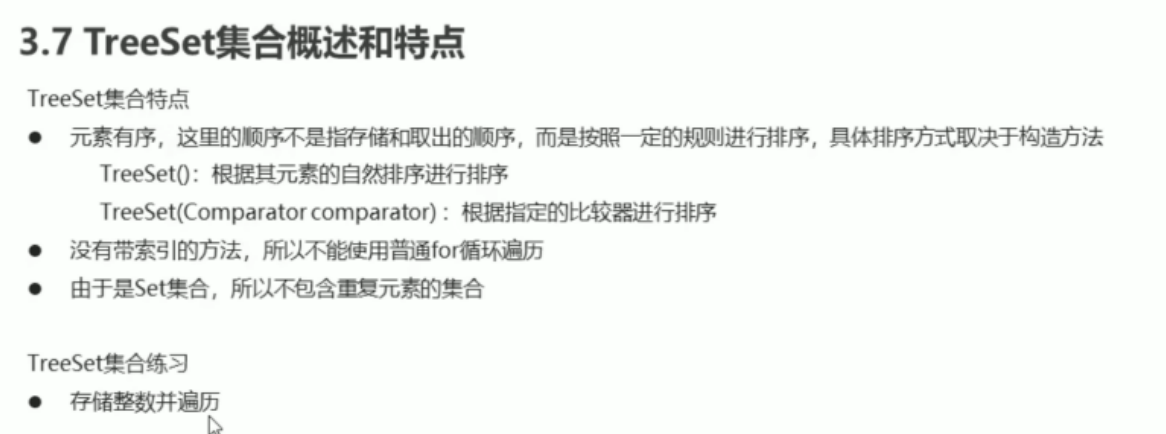 3.7 TreeSet集合概述和特点
TreeSet集合特点
● 元素有序，这里的顺序不是指存储和取出的顺序，而是按照一定的规则进行排序，具体排序方式取决于构造方法
TreeSet()：根据其元素的自然排序进行排序
TreeSet(Comparator comparator) ：根据指定的比较器进行排序
● 没有带索引的方法，所以不能使用普通for循环遍历
● 由于是Set集合，所以不包含重复元素的集合
TreeSet集合练习
● 存储整数并遍历